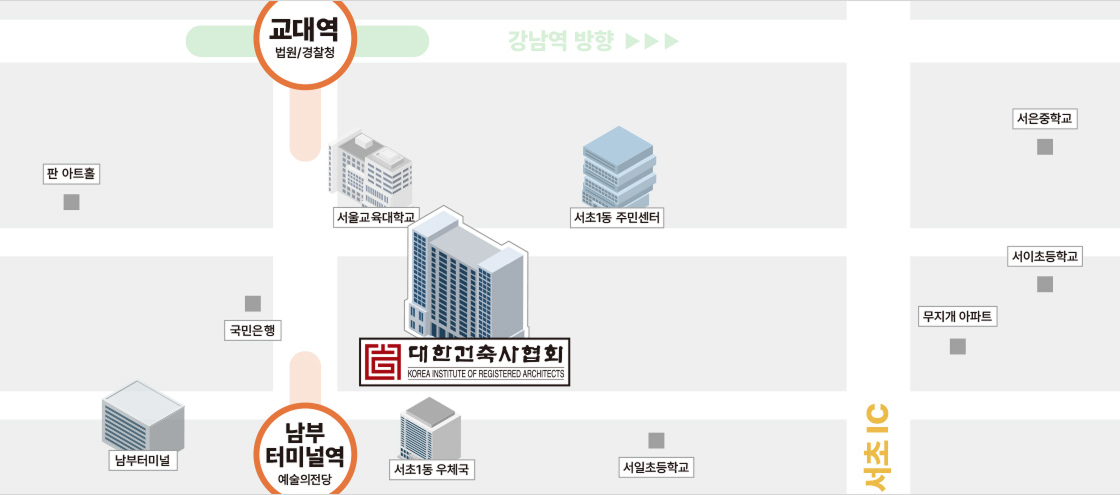 교대역
법원/경찰청
강남역 방향 ▶▶▶
서은중학교
판 아트홀
서울교육대학교
서초1동 주민센터
서이초등학교
무지개 아파트
국민은행
대한건축사협회
KOREA INSTITUTE OF REGISTERED ARCHITECTS
서초 IC
남부
터미널역
예술의전당
남부터미널
서초1동 우체국
서일초등학교